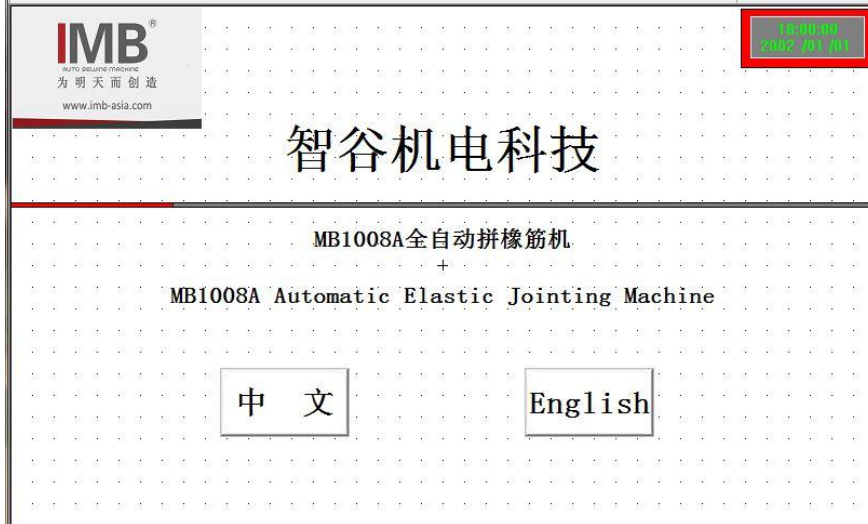 IMB®
AUTO SEWING MACHINE
为明天而创造
www.imb-asia.com
18:00:00
2002 /01 /01
智谷机电科技
MB1008A全自动拼橡筋机
+
MB1008A Automatic Elastic Jointing Machine
中 文
English